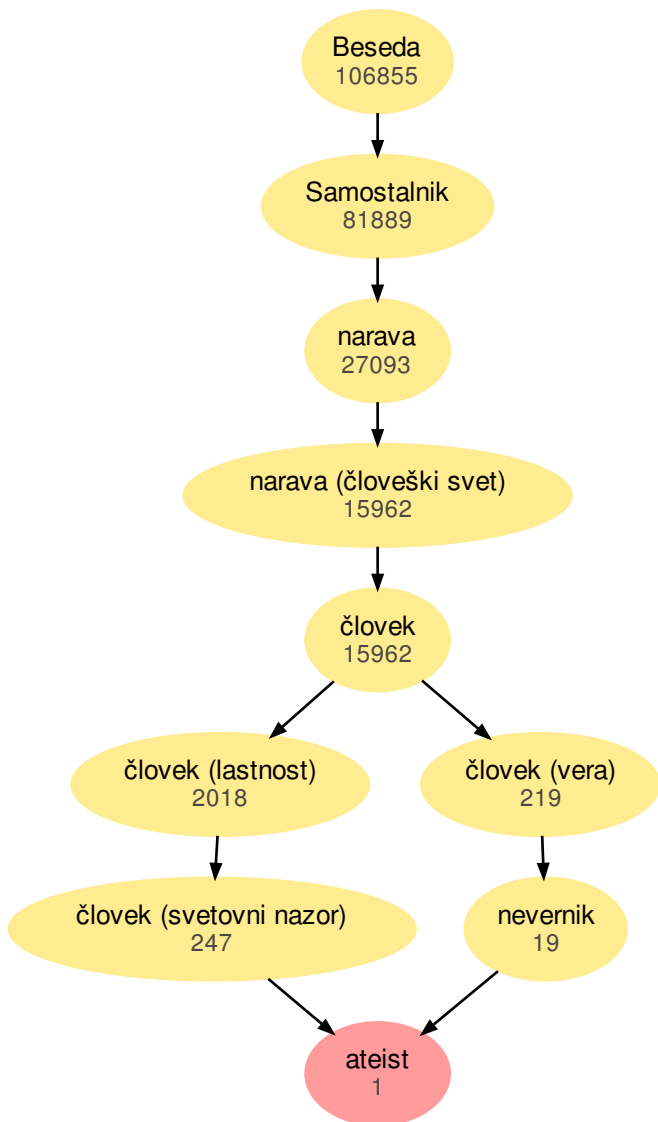 Beseda
106855
Samostalnik
81889
narava
27093
narava (človeški svet)
15962
človek
15962
človek (lastnost)
2018
človek (vera)
219
človek (svetovni nazor)
247
nevernik
19
ateist
1